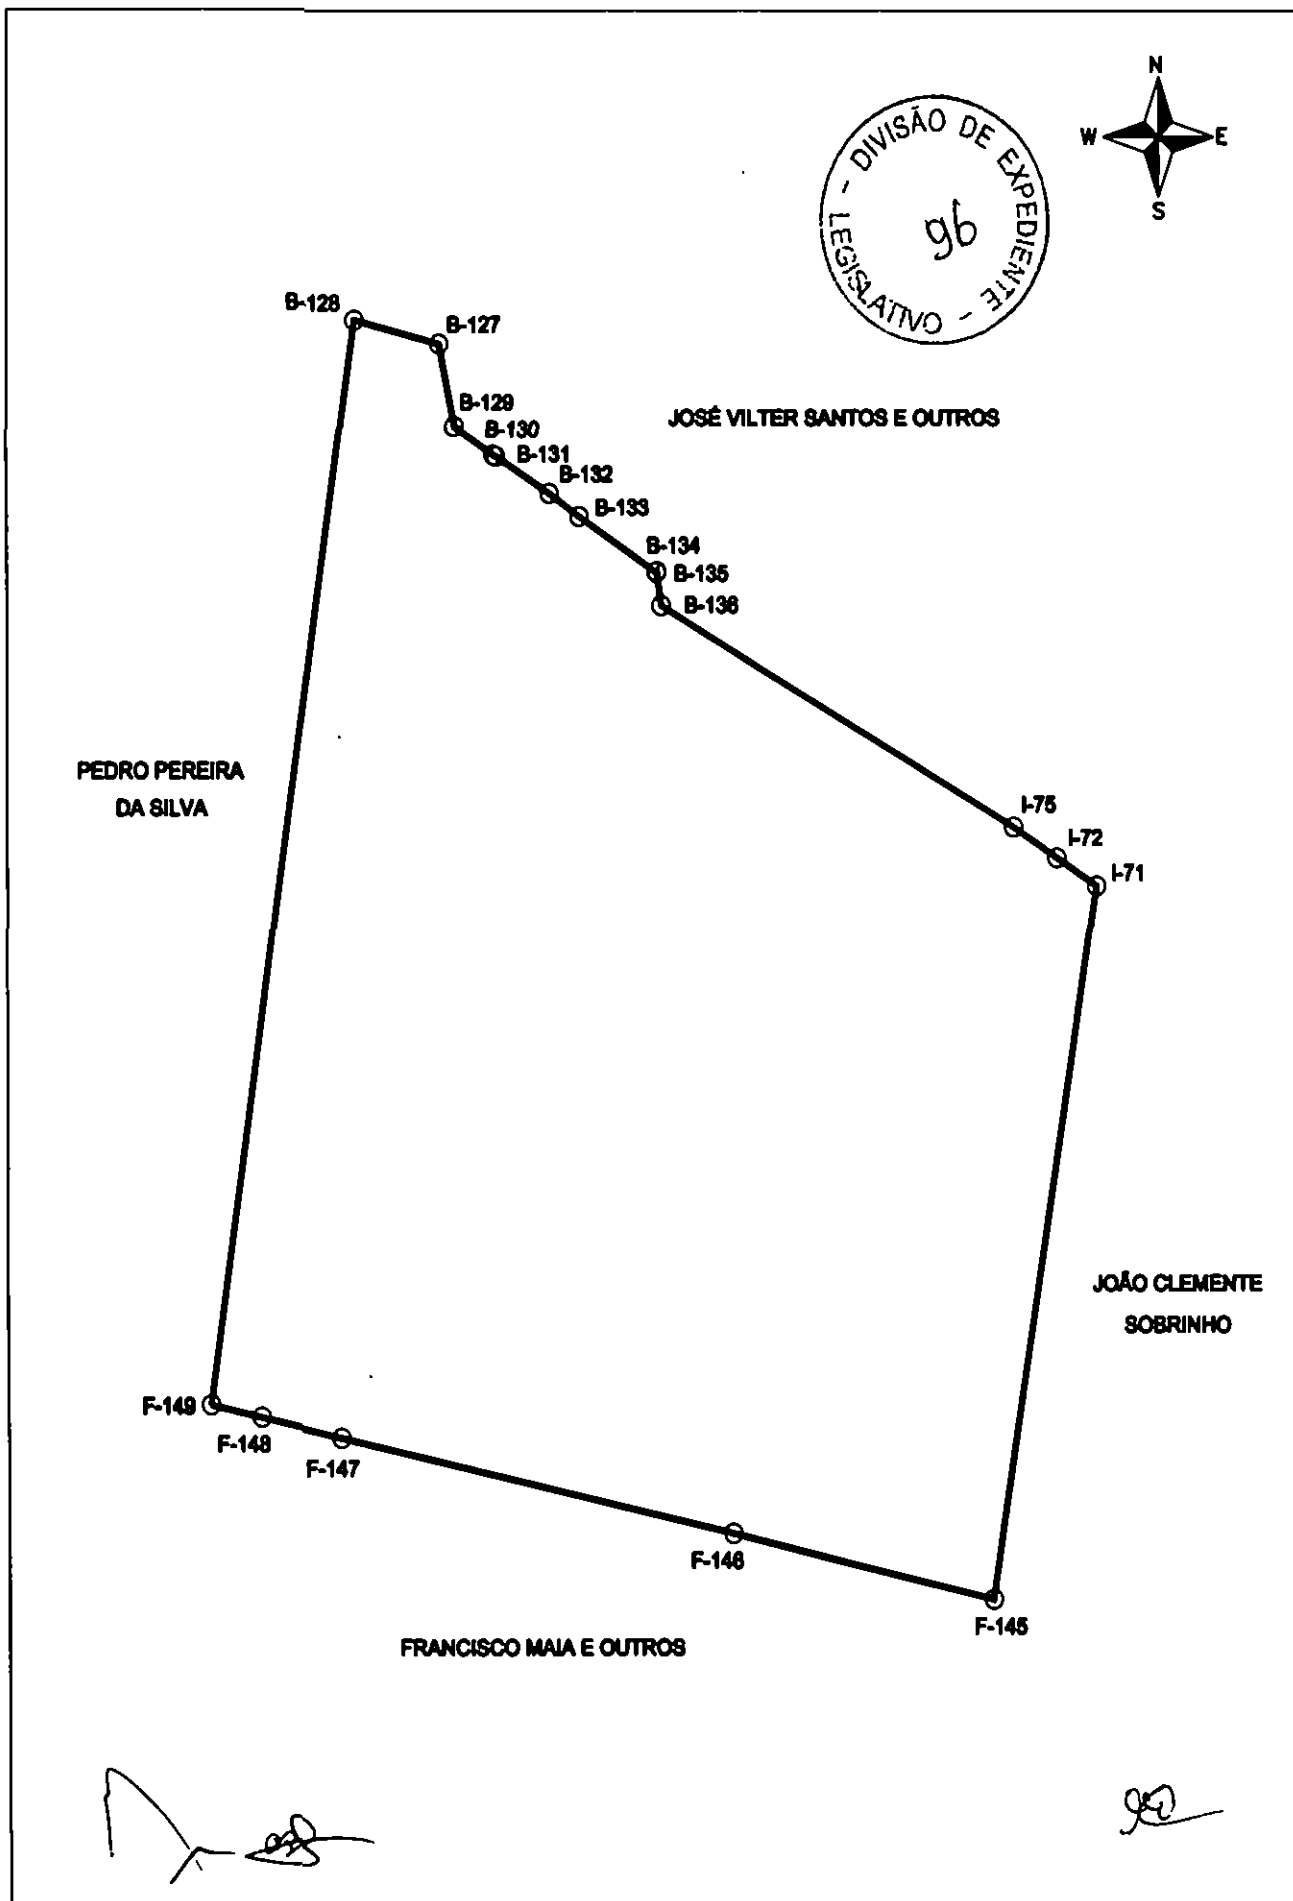 N
W E
S
- DIVISÃO DE EXPEDIENTE -
LEGISLATIVO
96
B-128
B-127
B-129
JOSÉ VILTER SANTOS E OUTROS
B-130
B-131
B-132
B-133
B-134
B-135
B-136
PEDRO PEREIRA
DA SILVA
I-75
I-72
I-71
JOÃO CLEMENTE
SOBRINHO
F-149
F-148
F-147
F-146
F-145
FRANCISCO MAIA E OUTROS